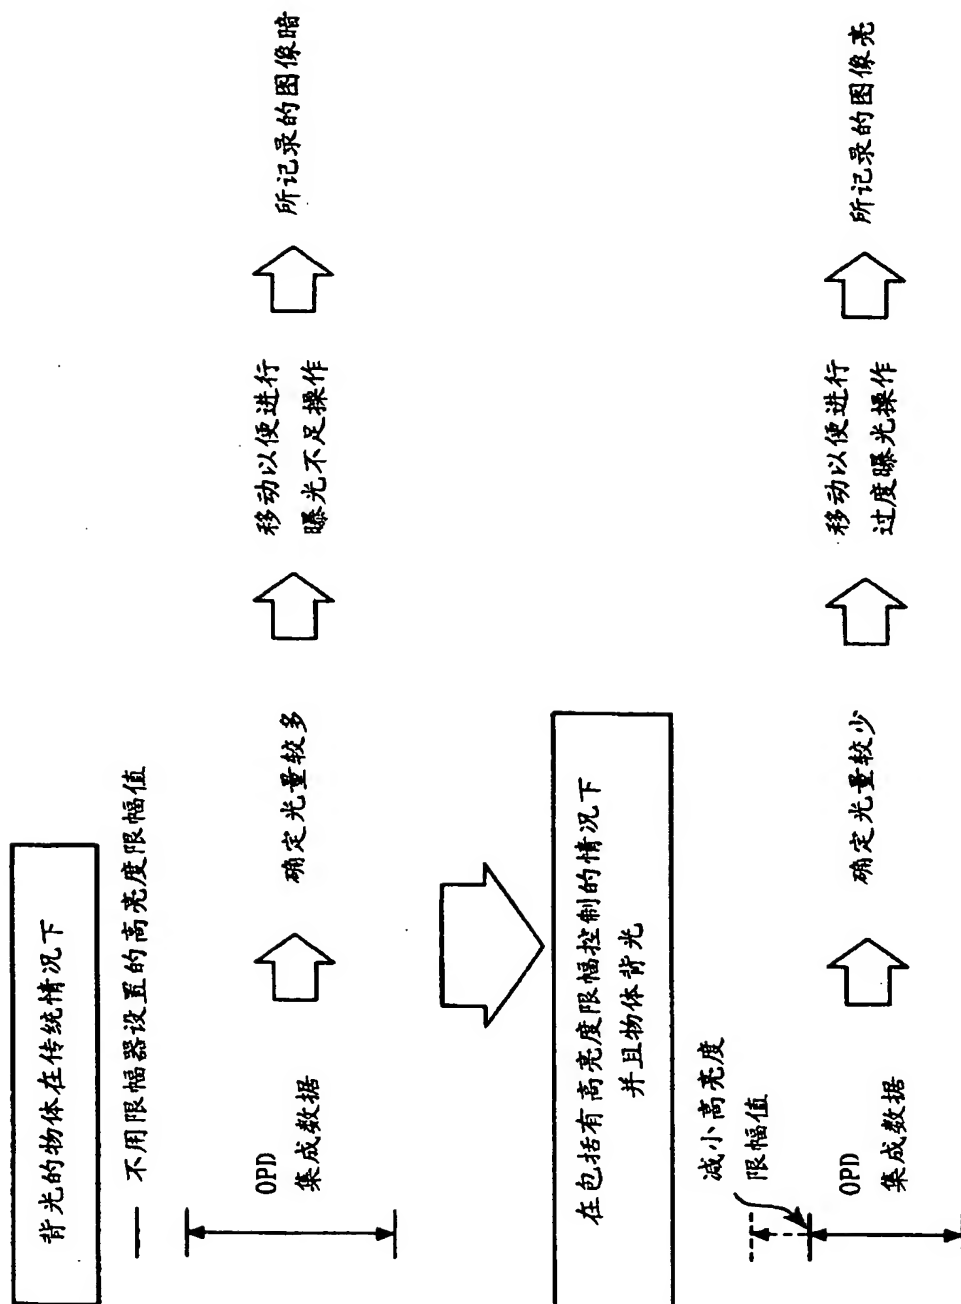 背光的物体在传统情况下
不用限幅器设置的高亮度限幅值
OPD
集成数据
确定光量较多
移动以便进行
曝光不足操作
所记录的图像暗
在包括有高亮度限幅控制的情况下
并且物体背光
减小高亮度
限幅值
OPD
集成数据
确定光量较少
移动以便进行
过度曝光操作
所记录的图像亮